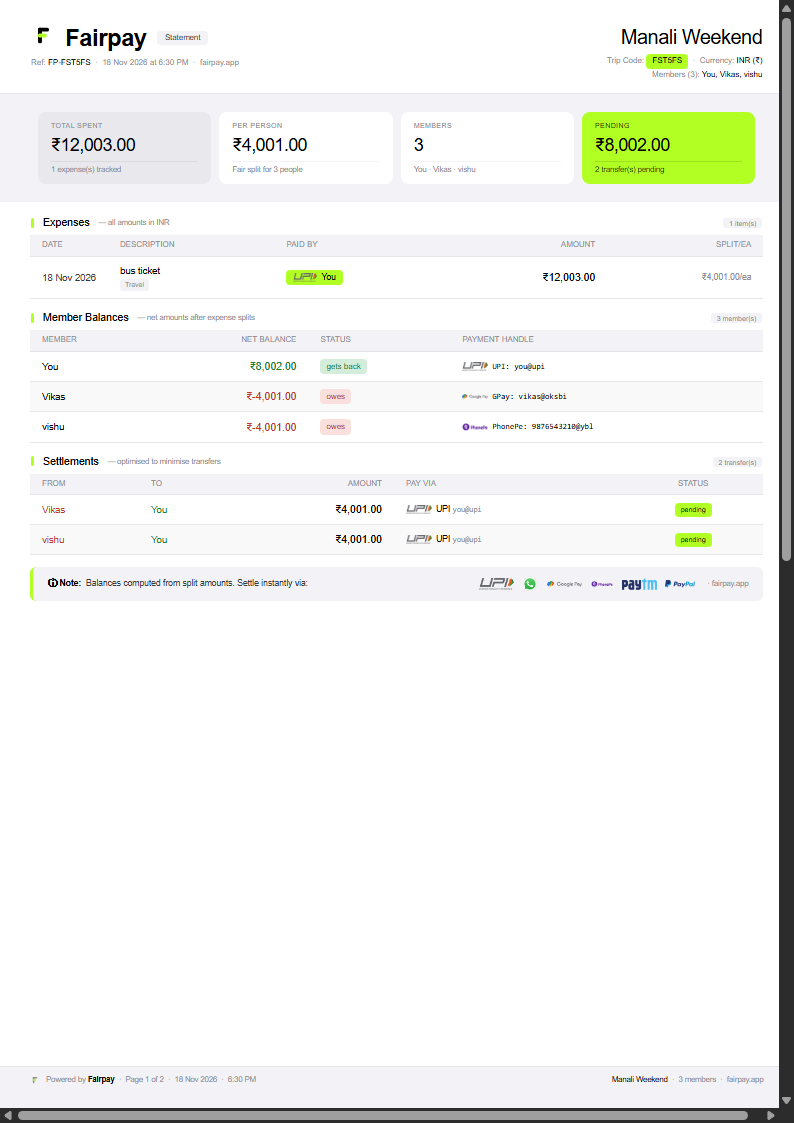 Fairpay Statement
Ref: FP-FST5FS · 18 Nov 2026 at 6:30 PM · fairpay.app
Manali Weekend
Trip Code: FST5FS · Currency: INR (₹)
Members (3): You, Vikas, vishu
TOTAL SPENT
₹12,003.00
1 expense(s) tracked
PER PERSON
₹4,001.00
Fair split for 3 people
MEMBERS
3
You · Vikas · vishu
PENDING
₹8,002.00
2 transfer(s) pending
Expenses — all amounts in INR 1 item(s)
DATE DESCRIPTION PAID BY AMOUNT SPLIT/EA
18 Nov 2026 bus ticket UPI You ₹12,003.00 ₹4,001.00/ea
Travel
Member Balances — net amounts after expense splits 3 member(s)
MEMBER NET BALANCE STATUS PAYMENT HANDLE
You ₹8,002.00 gets back UPI UPI: you@upi
Vikas ₹-4,001.00 owes Google Pay GPay: vikas@oksbi
vishu ₹-4,001.00 owes PhonePe PhonePe: 9876543210@ybl
Settlements — optimised to minimise transfers 2 transfer(s)
FROM TO AMOUNT PAY VIA STATUS
Vikas You ₹4,001.00 UPI UPI you@upi pending
vishu You ₹4,001.00 UPI UPI you@upi pending
Note: Balances computed from split amounts. Settle instantly via: UPI Google Pay PhonePe paytm PayPal · fairpay.app
Powered by Fairpay · Page 1 of 2 · 18 Nov 2026 · 6:30 PM
Manali Weekend · 3 members · fairpay.app